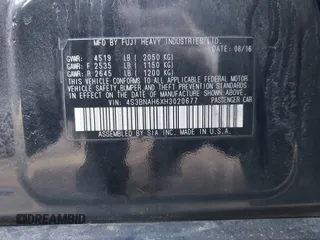 MFD BY FUJI HEAVY INDUSTRIES LTD.
DATE: 08/16
GVWR: 4519 LB ( 2050 KG)
GAWR: F 2535 LB ( 1150 KG)
GAWR: R 2645 LB ( 1200 KG)
THIS VEHICLE CONFORMS TO ALL APPLICABLE
FEDERAL MOTOR VEHICLE SAFETY, BUMPER, AND THEFT PREVENTION STANDARDS
IN EFFECT ON THE DATE OF MANUFACTURE SHOWN ABOVE.
VIN: 4S3BNAH6XH3020677 PASSENGER CAR
ASSEMBLED BY SIA INC. IN U.S.A.
DREAMBID